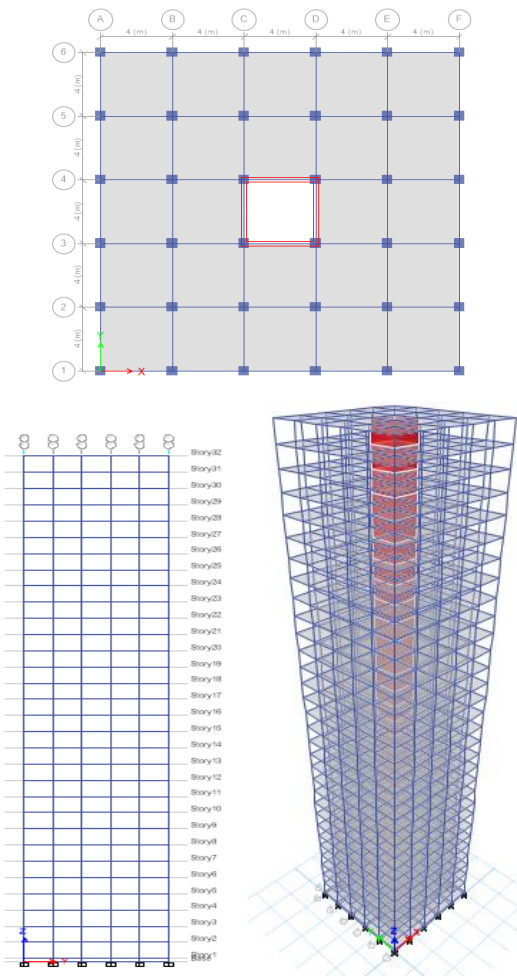 A B C D E F
4 (m) 4 (m) 4 (m) 4 (m) 4 (m)
6
4 (m)
5
4 (m)
4
4 (m)
3
4 (m)
2
4 (m)
1
Y
X
Story32
Story31
Story30
Story29
Story28
Story27
Story26
Story25
Story24
Story23
Story22
Story21
Story20
Story19
Story18
Story17
Story16
Story15
Story14
Story13
Story12
Story11
Story10
Story9
Story8
Story7
Story6
Story5
Story4
Story3
Story2
Story1
Base
Z
Y
Z
X